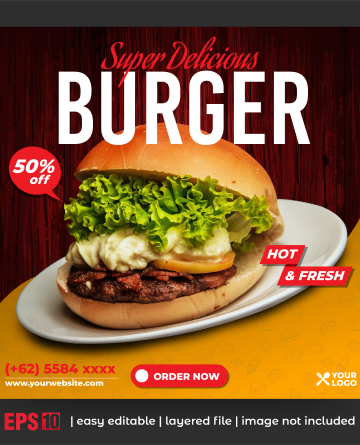 Super Delicious
BURGER
50%
off
HOT
& FRESH
(+62) 5584 xxxx
www.yourwebsite.com
ORDER NOW
YOUR
LOGO
EPS 10 | easy editable | layered file | image not included